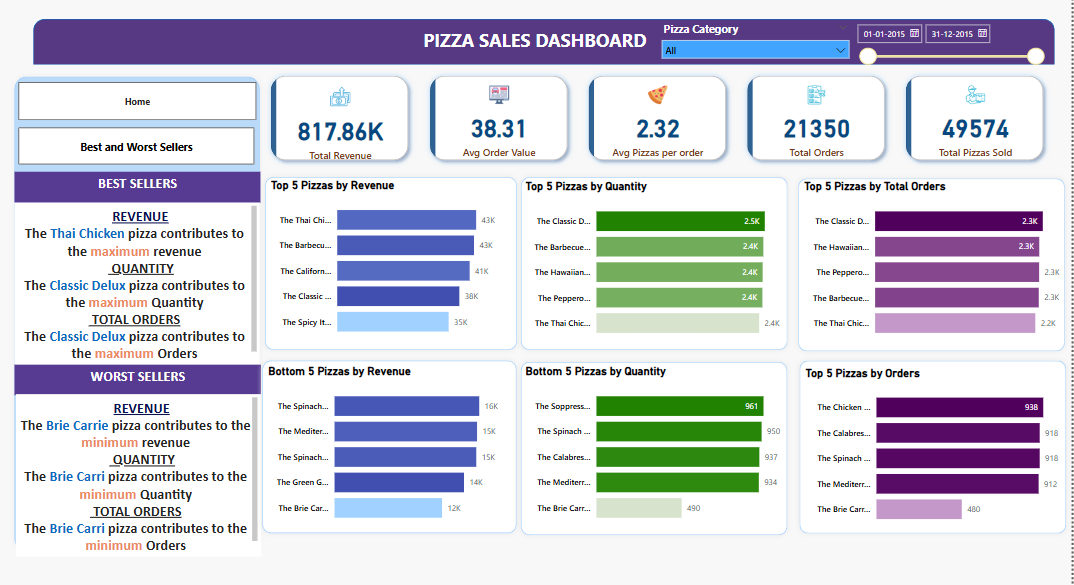 PIZZA SALES DASHBOARD
Pizza Category
All
01-01-2015
31-12-2015
Home
Best and Worst Sellers
817.86K
Total Revenue
38.31
Avg Order Value
2.32
Avg Pizzas per order
21350
Total Orders
49574
Total Pizzas Sold
BEST SELLERS
REVENUE
The Thai Chicken pizza contributes to
the maximum revenue
QUANTITY
The Classic Delux pizza contributes to
the maximum Quantity
TOTAL ORDERS
The Classic Delux pizza contributes to
the maximum Orders
WORST SELLERS
REVENUE
The Brie Carrie pizza contributes to the
minimum revenue
QUANTITY
The Brie Carri pizza contributes to the
minimum Quantity
TOTAL ORDERS
The Brie Carri pizza contributes to the
minimum Orders
Top 5 Pizzas by Revenue
The Thai Chi... 43K
The Barbecu... 43K
The Californ... 41K
The Classic ... 38K
The Spicy It... 35K
Top 5 Pizzas by Quantity
The Classic D... 2.5K
The Barbecue... 2.4K
The Hawaiian... 2.4K
The Peppero... 2.4K
The Thai Chic... 2.4K
Top 5 Pizzas by Total Orders
The Classic D... 2.3K
The Hawaiian... 2.3K
The Peppero... 2.3K
The Barbecue... 2.3K
The Thai Chic... 2.2K
Bottom 5 Pizzas by Revenue
The Spinach... 16K
The Mediter... 15K
The Spinach... 15K
The Green G... 14K
The Brie Car... 12K
Bottom 5 Pizzas by Quantity
The Soppress... 961
The Spinach ... 950
The Calabres... 937
The Mediterr... 934
The Brie Carr... 490
Top 5 Pizzas by Orders
The Chicken ... 938
The Calabres... 918
The Spinach ... 918
The Mediterr... 912
The Brie Carr... 480